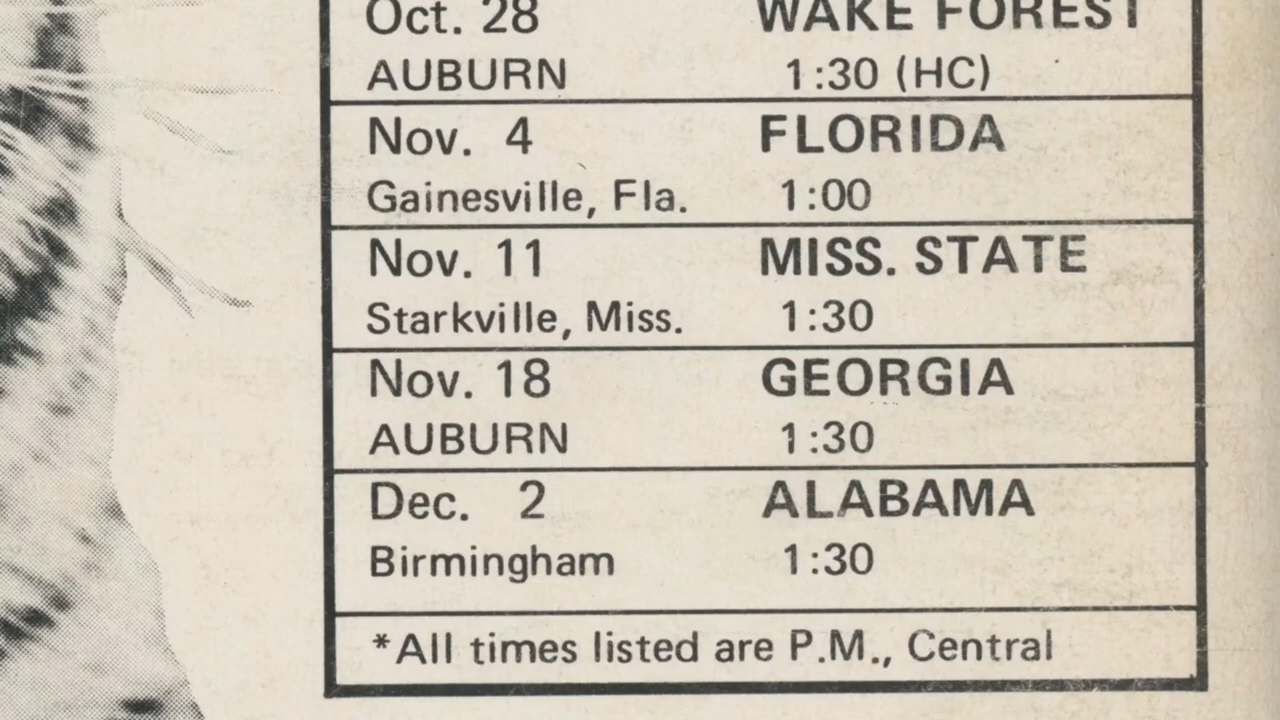 Oct. 28 WAKE FOREST
AUBURN 1:30 (HC)
Nov. 4 FLORIDA
Gainesville, Fla. 1:00
Nov. 11 MISS. STATE
Starkville, Miss. 1:30
Nov. 18 GEORGIA
AUBURN 1:30
Dec. 2 ALABAMA
Birmingham 1:30
*All times listed are P.M., Central